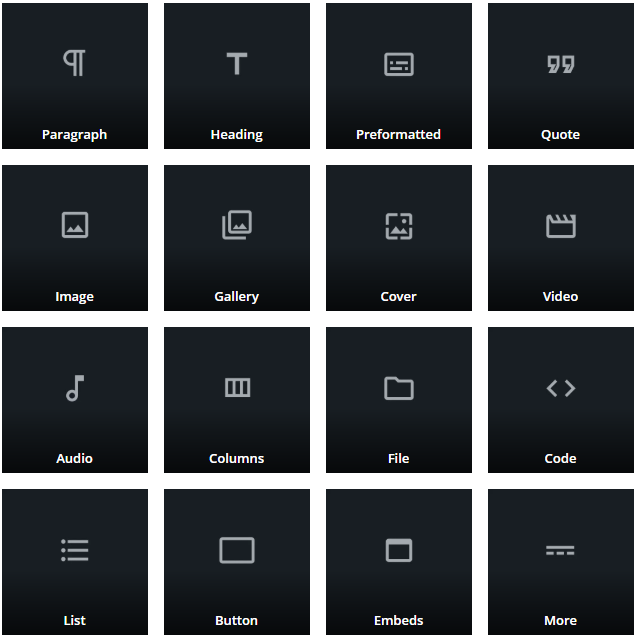 Paragraph
Heading
Preformatted
Quote
Image
Gallery
Cover
Video
Audio
Columns
File
Code
List
Button
Embeds
More